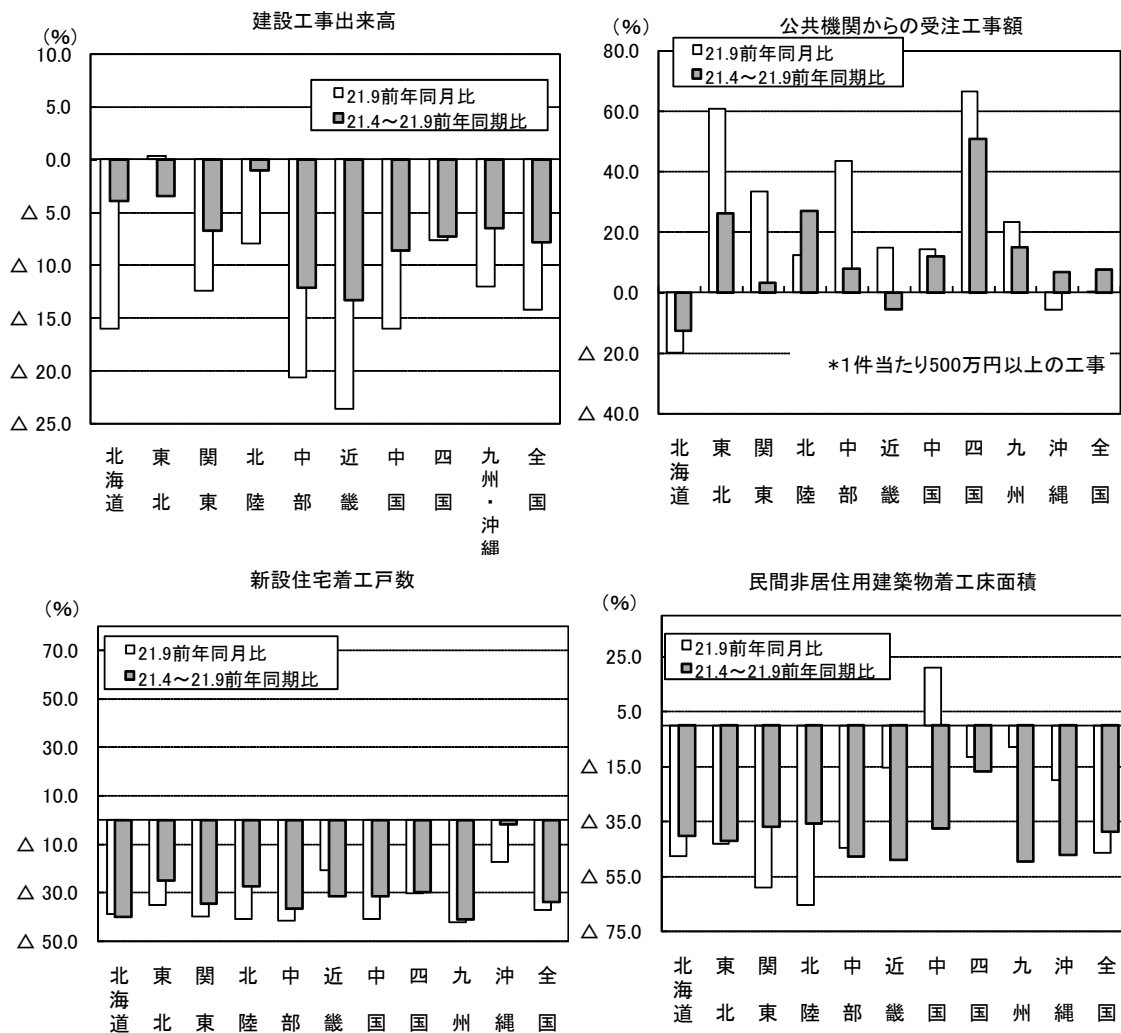 建設工事出来高
(%)
10.0
5.0
0.0
△ 5.0
△ 10.0
△ 15.0
△ 20.0
△ 25.0
□21.9前年同月比
■21.4～21.9前年同期比
北海道
東北
関東
北陸
中部
近畿
中国
四国
九州・沖縄
全国
公共機関からの受注工事額
(%)
80.0
60.0
40.0
20.0
0.0
△ 20.0
△ 40.0
□21.9前年同月比
■21.4～21.9前年同期比
*1件当たり500万円以上の工事
北海道
東北
関東
北陸
中部
近畿
中国
四国
九州
沖縄
全国
新設住宅着工戸数
(%)
70.0
50.0
30.0
10.0
△ 10.0
△ 30.0
△ 50.0
□21.9前年同月比
■21.4～21.9前年同期比
北海道
東北
関東
北陸
中部
近畿
中国
四国
九州
沖縄
全国
民間非居住用建築物着工床面積
(%)
25.0
5.0
△ 15.0
△ 35.0
△ 55.0
△ 75.0
□21.9前年同月比
■21.4～21.9前年同期比
北海道
東北
関東
北陸
中部
近畿
中国
四国
九州
沖縄
全国